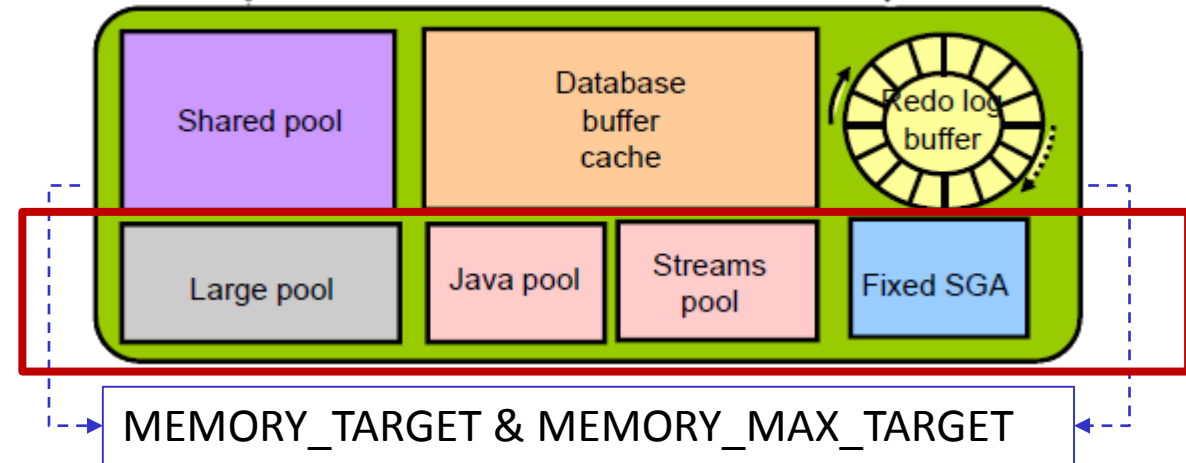 Shared pool
Database
buffer
cache
Redo log
buffer
Large pool
Java pool
Streams
pool
Fixed SGA
MEMORY_TARGET & MEMORY_MAX_TARGET